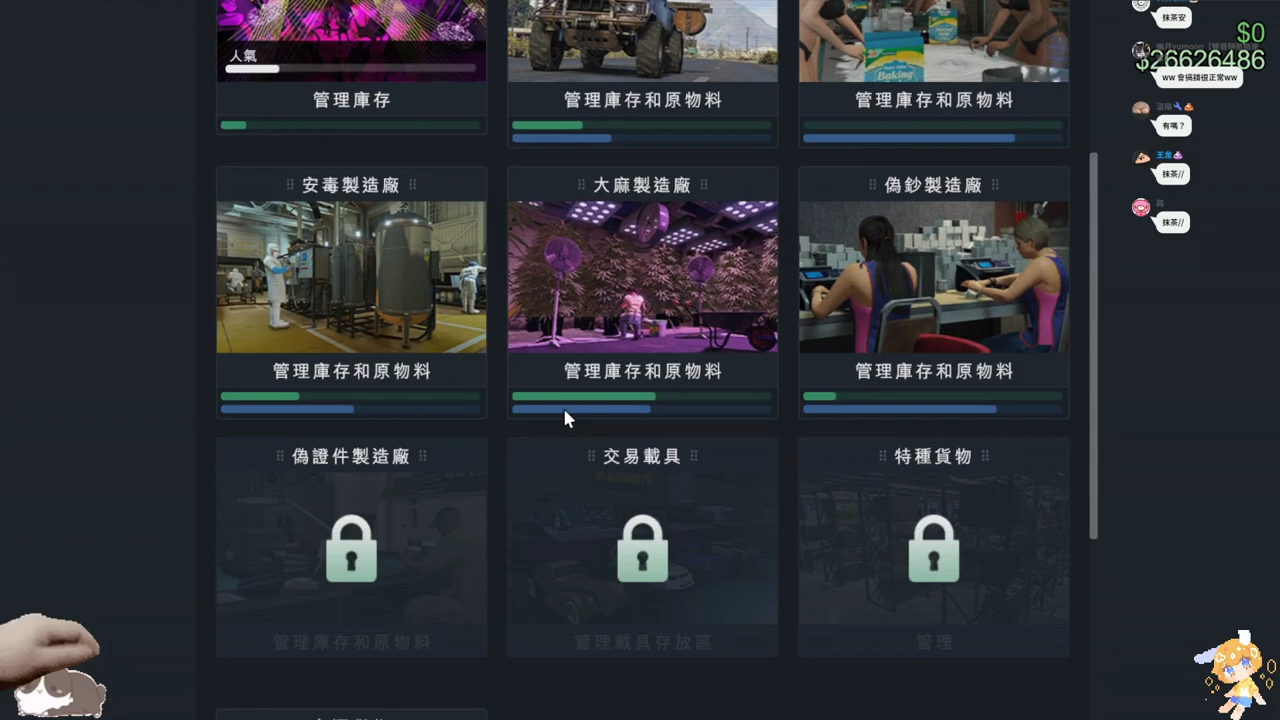 人氣
管理庫存
管理庫存和原物料
管理庫存和原物料
Baking
安毒製造廠
大麻製造廠
偽鈔製造廠
管理庫存和原物料
管理庫存和原物料
管理庫存和原物料
偽證件製造廠
交易載具
特種貨物
管理庫存和原物料
管理載具存放區
管理
$0
$26626486
抹茶安
ww 會搞錯很正常ww
有嗎？
王龙
抹茶//
抹茶//